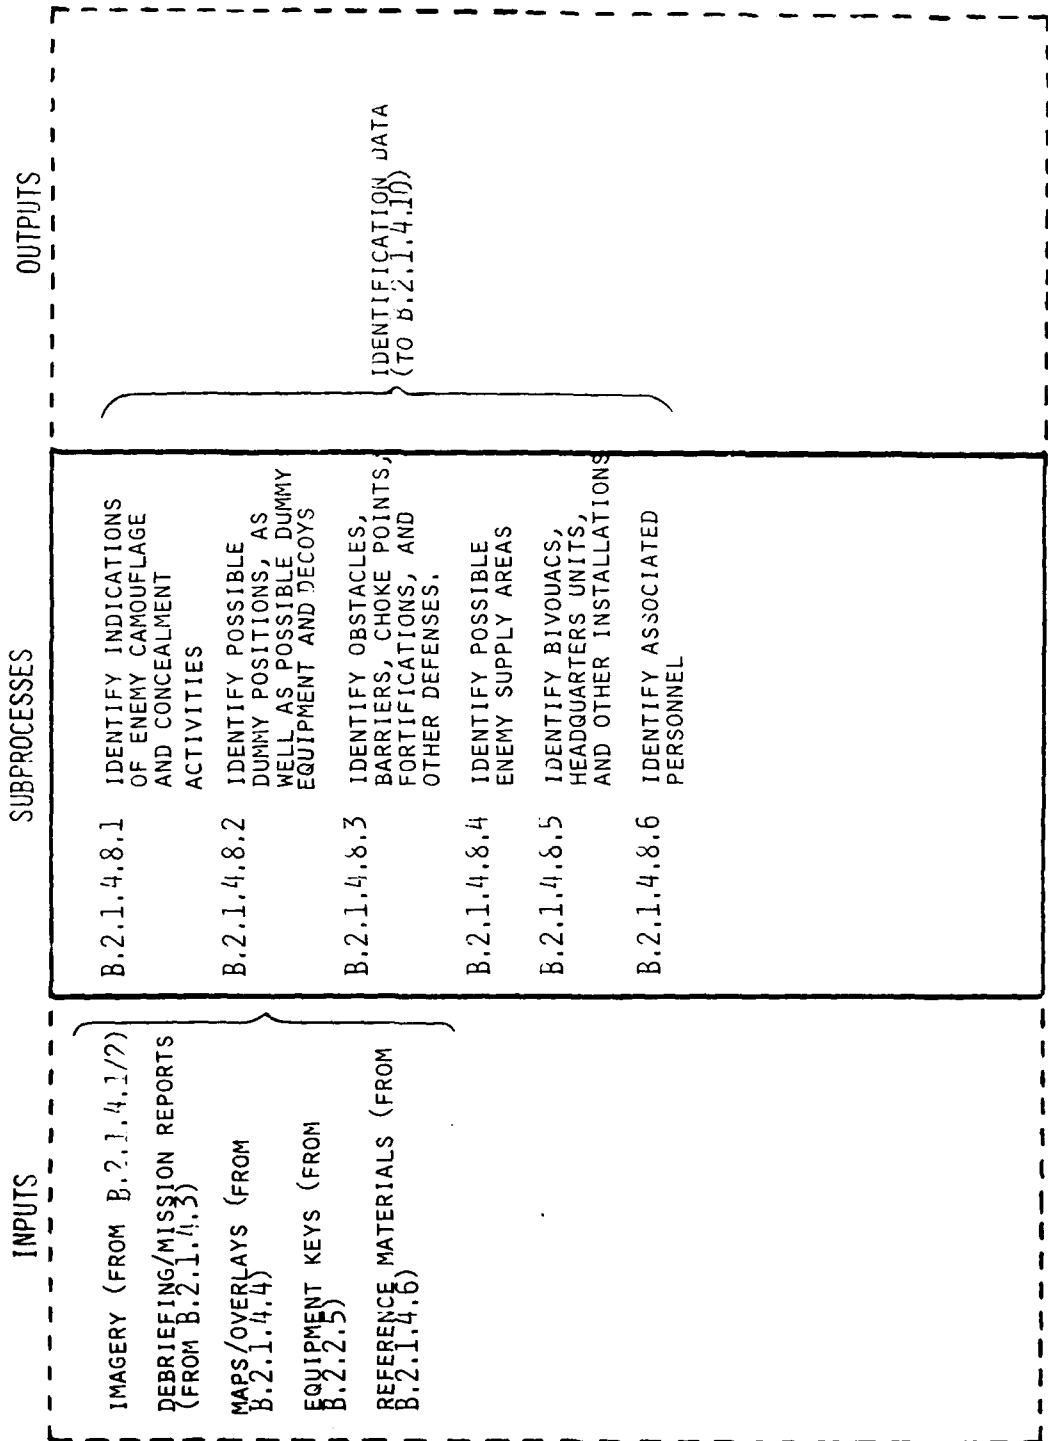 INPUTS
IMAGERY (FROM B.2.1.4.1/2)
DEBRIEFING/MISSION REPORTS
(FROM B.2.1.4.3)
MAPS/OVERLAYS (FROM
B.2.1.4.4)
EQUIPMENT KEYS (FROM
B.2.2.5)
REFERENCE MATERIALS (FROM
B.2.1.4.6)
SUBPROCESSES
B.2.1.4.8.1 IDENTIFY INDICATIONS
OF ENEMY CAMOUFLAGE
AND CONCEALMENT
ACTIVITIES
B.2.1.4.8.2 IDENTIFY POSSIBLE
DUMMY POSITIONS, AS
WELL AS POSSIBLE DUMMY
EQUIPMENT AND DECOYS
B.2.1.4.8.3 IDENTIFY OBSTACLES,
BARRIERS, CHOKE POINTS,
FORTIFICATIONS, AND
OTHER DEFENSES.
B.2.1.4.8.4 IDENTIFY POSSIBLE
ENEMY SUPPLY AREAS
B.2.1.4.8.5 IDENTIFY BIVOUACS,
HEADQUARTERS UNITS,
AND OTHER INSTALLATIONS
B.2.1.4.8.6 IDENTIFY ASSOCIATED
PERSONNEL
OUTPUTS
IDENTIFICATION DATA
(TO B.2.1.4.10)